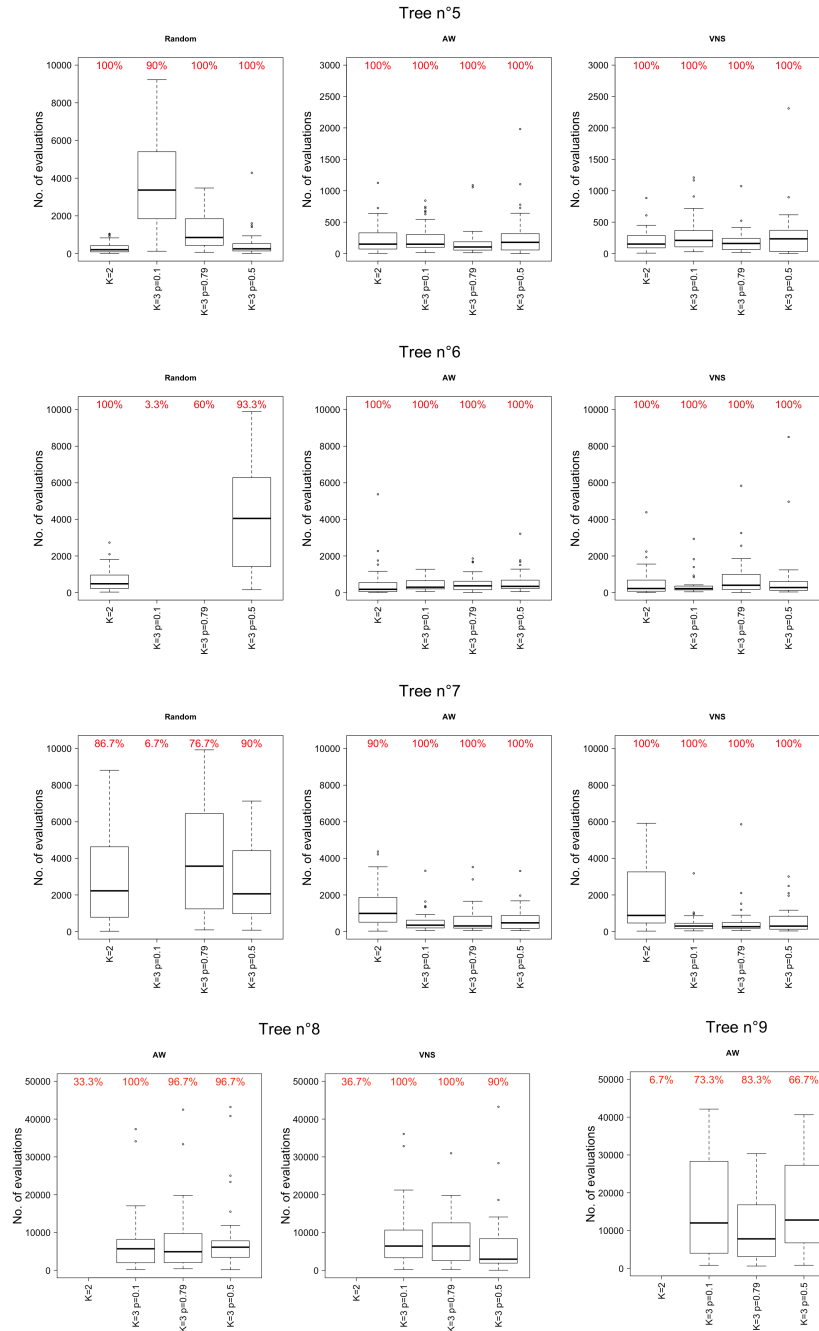 Tree n°5
Random
AW
VNS
100% 90% 100% 100%
100% 100% 100% 100%
100% 100% 100% 100%
No. of evaluations
10000
8000
6000
4000
2000
0
K=2
K=3 p=0.1
K=3 p=0.79
K=3 p=0.5
No. of evaluations
3000
2500
2000
1500
1000
500
0
K=2
K=3 p=0.1
K=3 p=0.79
K=3 p=0.5
No. of evaluations
3000
2500
2000
1500
1000
500
0
K=2
K=3 p=0.1
K=3 p=0.79
K=3 p=0.5
Tree n°6
Random
AW
VNS
100% 3.3% 60% 93.3%
100% 100% 100% 100%
100% 100% 100% 100%
No. of evaluations
10000
8000
6000
4000
2000
0
K=2
K=3 p=0.1
K=3 p=0.79
K=3 p=0.5
No. of evaluations
10000
8000
6000
4000
2000
0
K=2
K=3 p=0.1
K=3 p=0.79
K=3 p=0.5
No. of evaluations
10000
8000
6000
4000
2000
0
K=2
K=3 p=0.1
K=3 p=0.79
K=3 p=0.5
Tree n°7
Random
AW
VNS
86.7% 6.7% 76.7% 90%
90% 100% 100% 100%
100% 100% 100% 100%
No. of evaluations
10000
8000
6000
4000
2000
0
K=2
K=3 p=0.1
K=3 p=0.79
K=3 p=0.5
No. of evaluations
10000
8000
6000
4000
2000
0
K=2
K=3 p=0.1
K=3 p=0.79
K=3 p=0.5
No. of evaluations
10000
8000
6000
4000
2000
0
K=2
K=3 p=0.1
K=3 p=0.79
K=3 p=0.5
Tree n°8
AW
VNS
33.3% 100% 96.7% 96.7%
36.7% 100% 100% 90%
No. of evaluations
50000
40000
30000
20000
10000
0
K=2
K=3 p=0.1
K=3 p=0.79
K=3 p=0.5
No. of evaluations
50000
40000
30000
20000
10000
0
K=2
K=3 p=0.1
K=3 p=0.79
K=3 p=0.5
Tree n°9
AW
6.7% 73.3% 83.3% 66.7%
No. of evaluations
50000
40000
30000
20000
10000
0
K=2
K=3 p=0.1
K=3 p=0.79
K=3 p=0.5